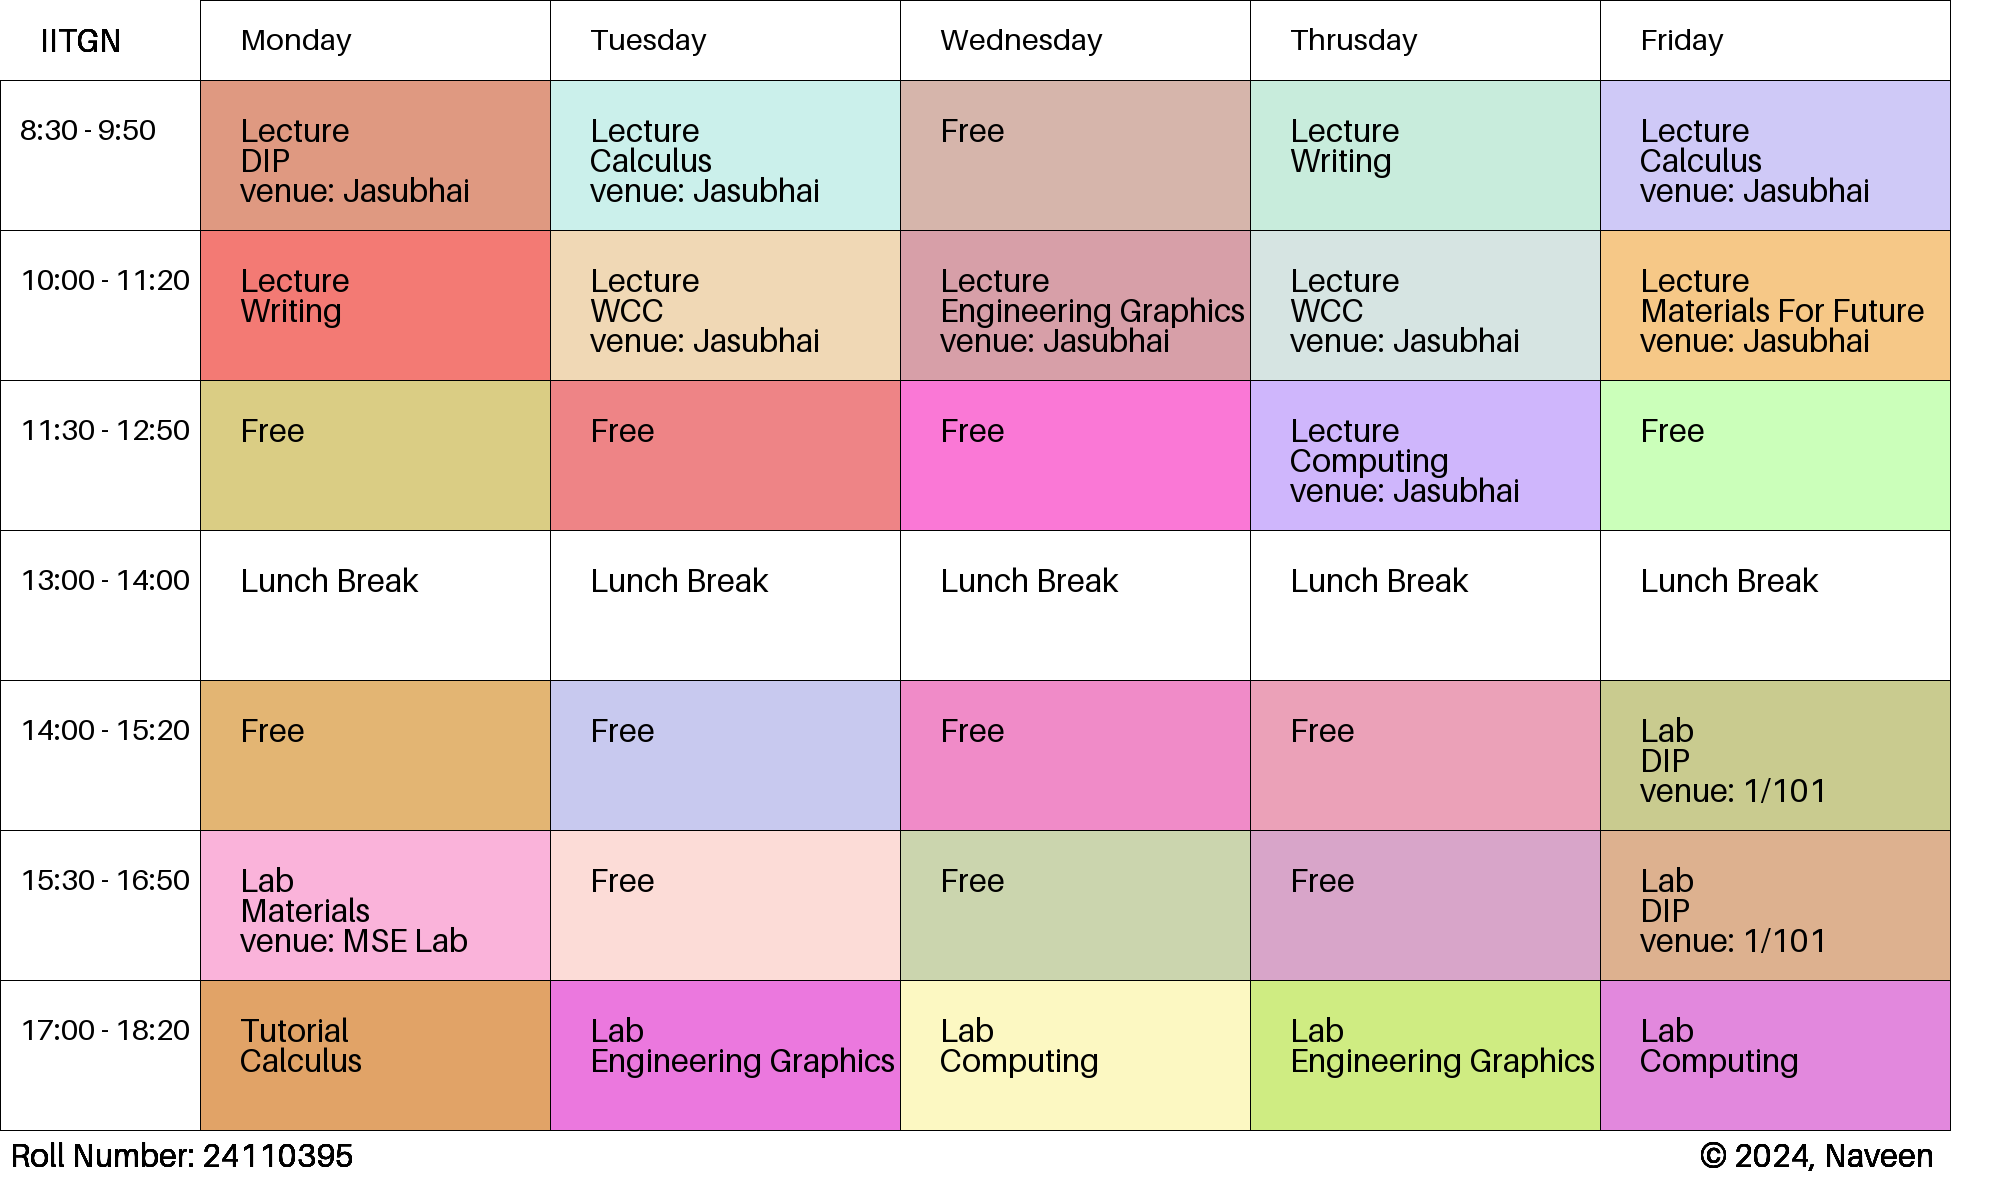 IITGN
Monday
Tuesday
Wednesday
Thrusday
Friday
8:30 - 9:50
Lecture
DIP
venue: Jasubhai
Lecture
Calculus
venue: Jasubhai
Free
Lecture
Writing
Lecture
Calculus
venue: Jasubhai
10:00 - 11:20
Lecture
Writing
Lecture
WCC
venue: Jasubhai
Lecture
Engineering Graphics
venue: Jasubhai
Lecture
WCC
venue: Jasubhai
Lecture
Materials For Future
venue: Jasubhai
11:30 - 12:50
Free
Free
Free
Lecture
Computing
venue: Jasubhai
Free
13:00 - 14:00
Lunch Break
Lunch Break
Lunch Break
Lunch Break
Lunch Break
14:00 - 15:20
Free
Free
Free
Free
Lab
DIP
venue: 1/101
15:30 - 16:50
Lab
Materials
venue: MSE Lab
Free
Free
Free
Lab
DIP
venue: 1/101
17:00 - 18:20
Tutorial
Calculus
Lab
Engineering Graphics
Lab
Computing
Lab
Engineering Graphics
Lab
Computing
Roll Number: 24110395
© 2024, Naveen